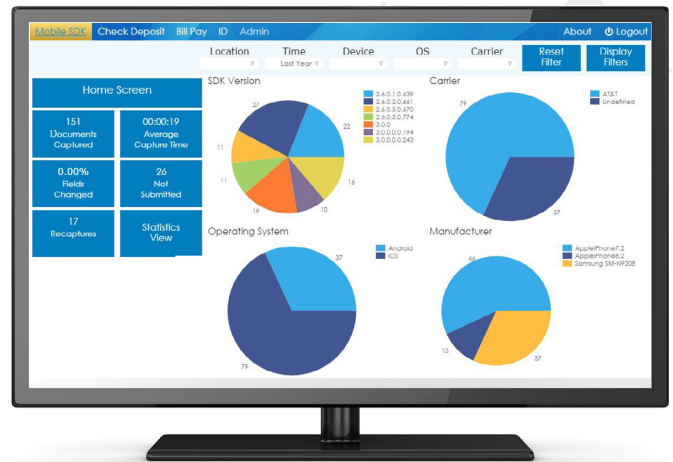 Mobile SDK Check Deposit Bill Pay ID Admin About Logout
Location Time Device OS Carrier Reset Filter Display Filters
Last Year
Home Screen
151 Documents Captured
00:00:19 Average Capture Time
0.00% Fields Changed
26 Not Submitted
17 Recaptures
Statistics View
SDK Version
27
22
11
11
19
10
16
2.6.0.1.0.639
2.6.0.2.0.661
2.6.0.3.0.670
2.6.0.3.0.774
3.0.0
3.0.0.0.0.194
3.0.0.0.0.243
Carrier
79
37
AT&T
Undefined
Operating System
37
79
Android
iOS
Manufacturer
66
13
37
AppleiPhone7,2
AppleiPhone8,2
Samsung SM-N920B